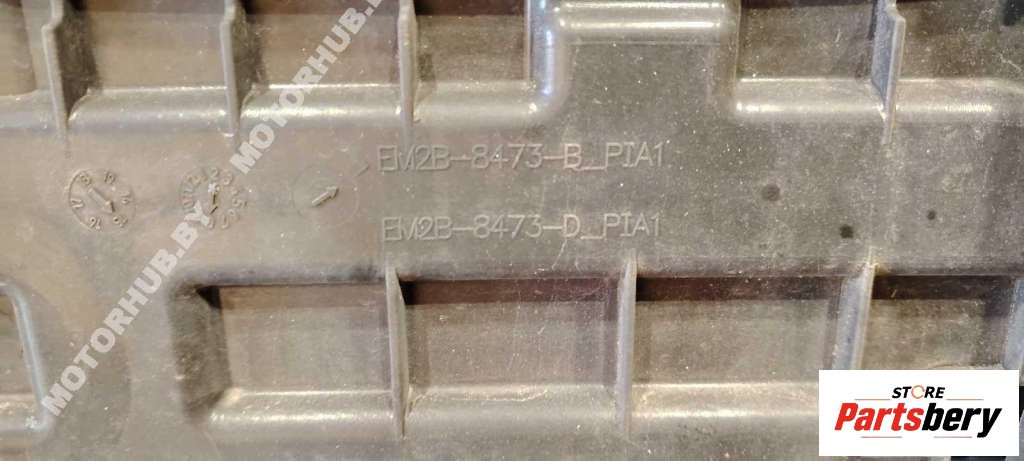 EM2B-8473-B_PIA1
EM2B-8473-D_PIA1
MOTORHUB.BY MOTORHUB.BY
STORE
Partsbery